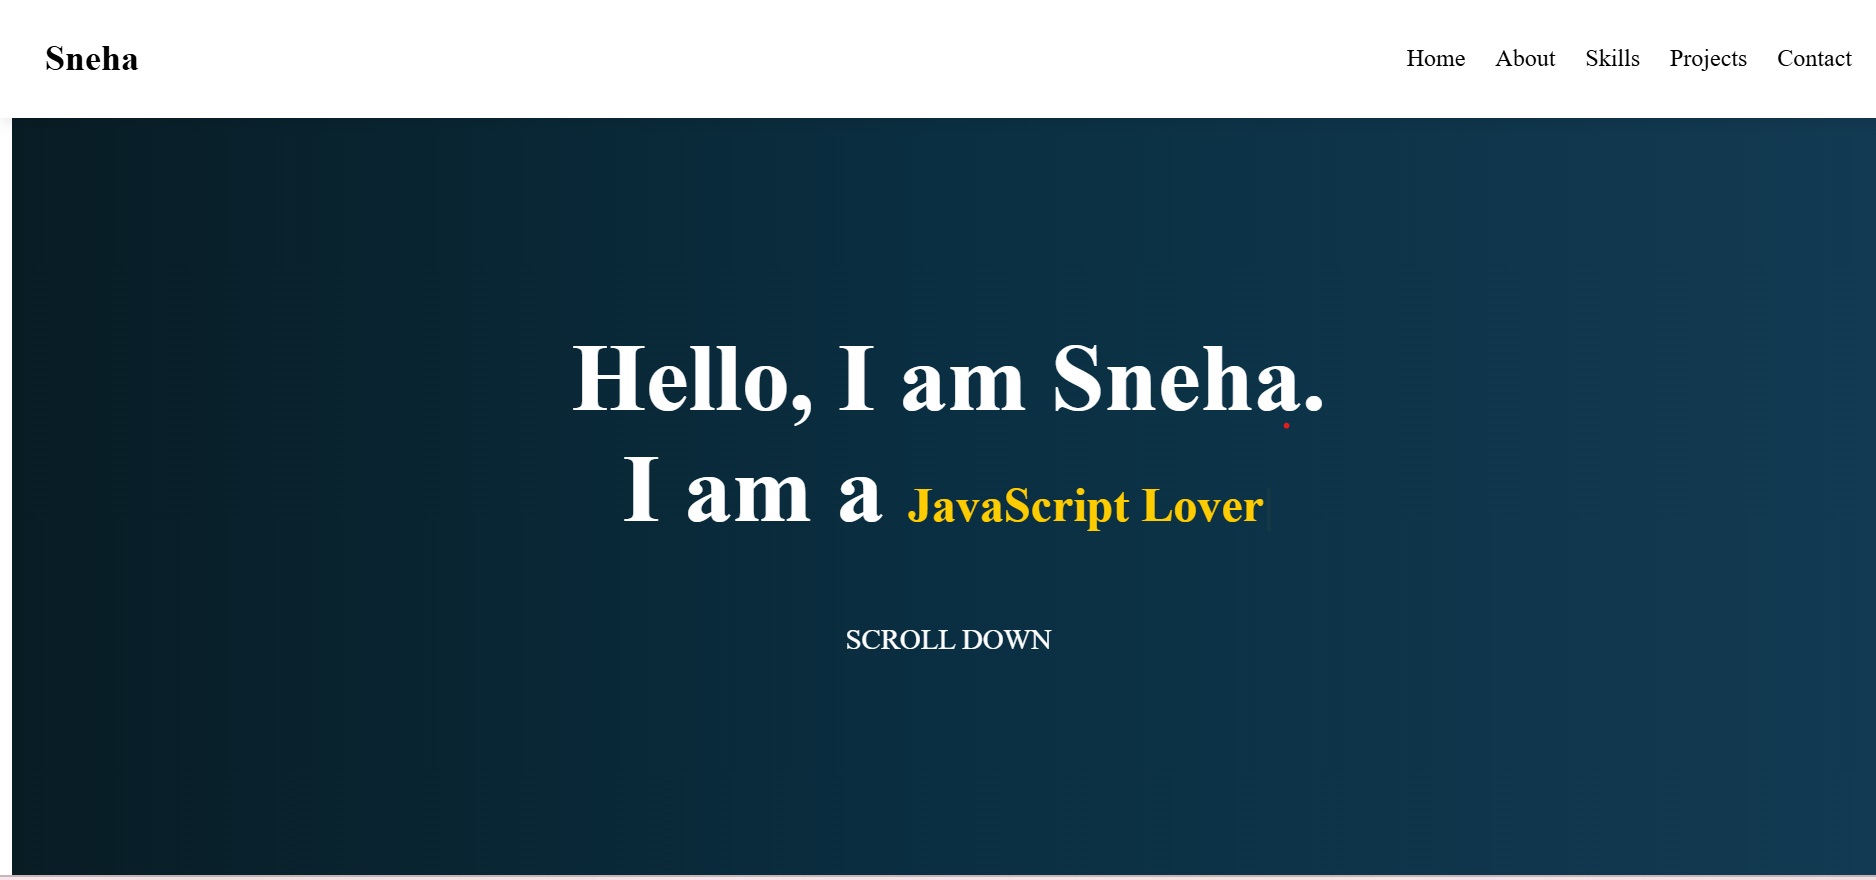 Sneha
Home About Skills Projects Contact
Hello, I am Sneha.
I am a JavaScript Lover
SCROLL DOWN